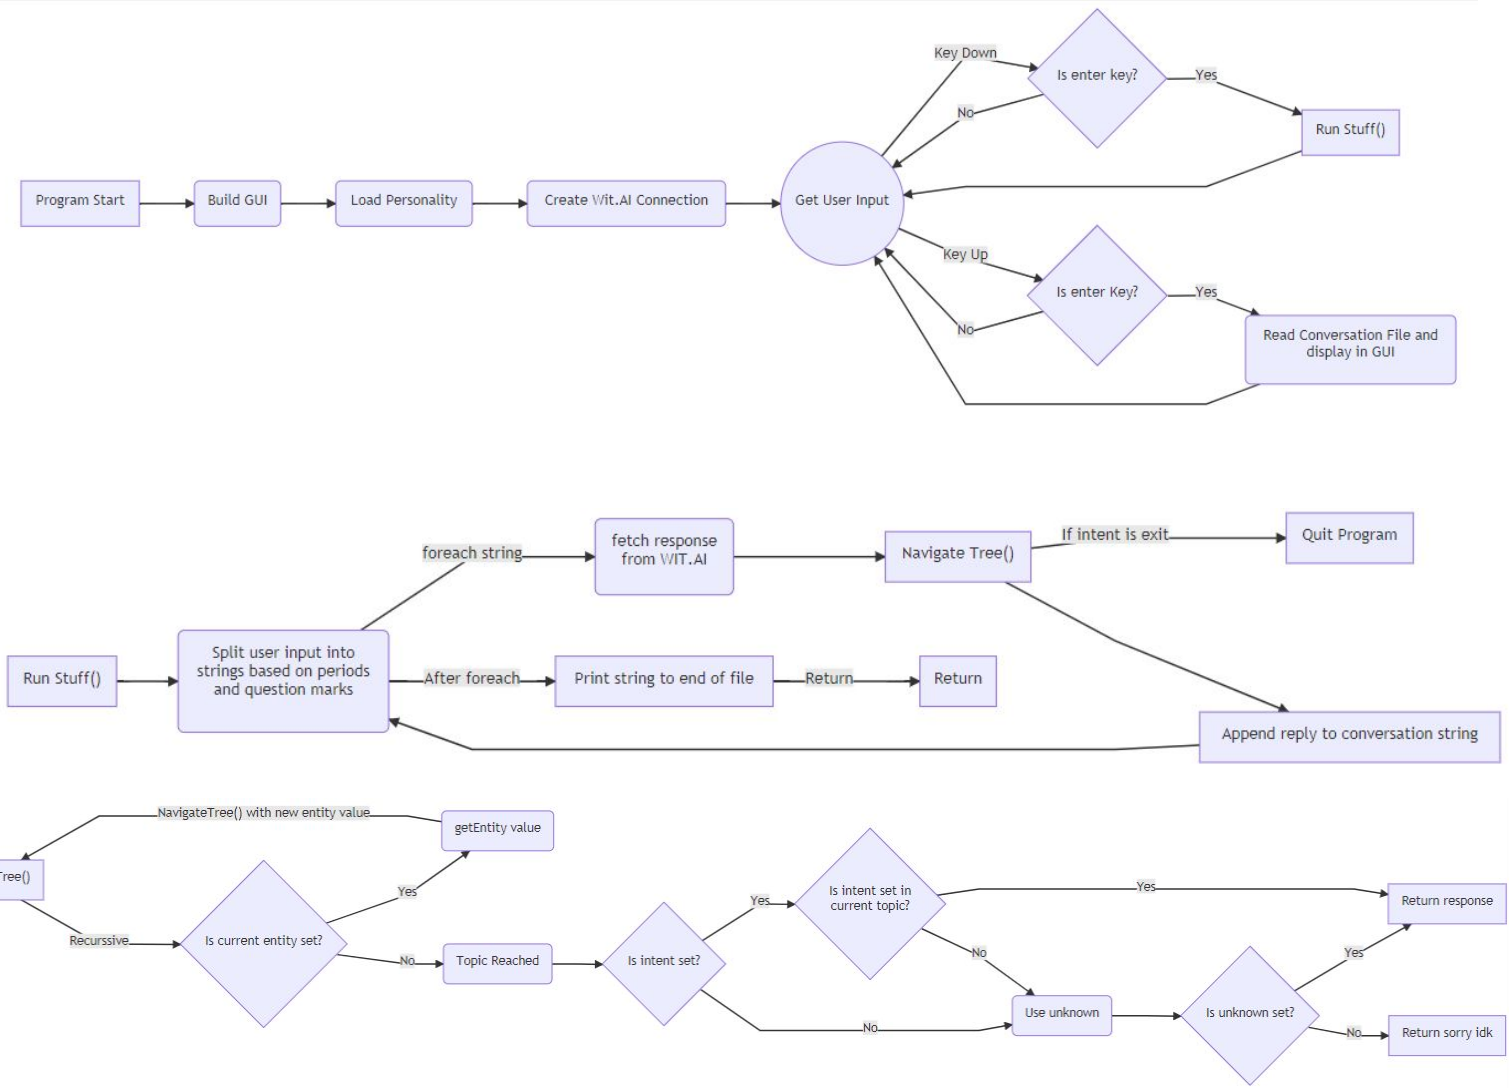 Key Down
Is enter key?
Yes
No
Run Stuff()
Program Start
Build GUI
Load Personality
Create Wit.AI Connection
Get User Input
Key Up
Is enter Key?
Yes
No
Read Conversation File and
display in GUI
foreach string
fetch response
from WIT.AI
Navigate Tree()
If intent is exit
Quit Program
Run Stuff()
Split user input into
strings based on periods
and question marks
After foreach
Print string to end of file
Return
Return
Append reply to conversation string
NavigateTree() with new entity value
getEntity value
Tree()
Yes
Recurssive
Is current entity set?
No
Topic Reached
Is intent set?
Yes
Is intent set in
current topic?
Yes
Return response
No
No
Use unknown
Is unknown set?
Yes
No
Return sorry idk